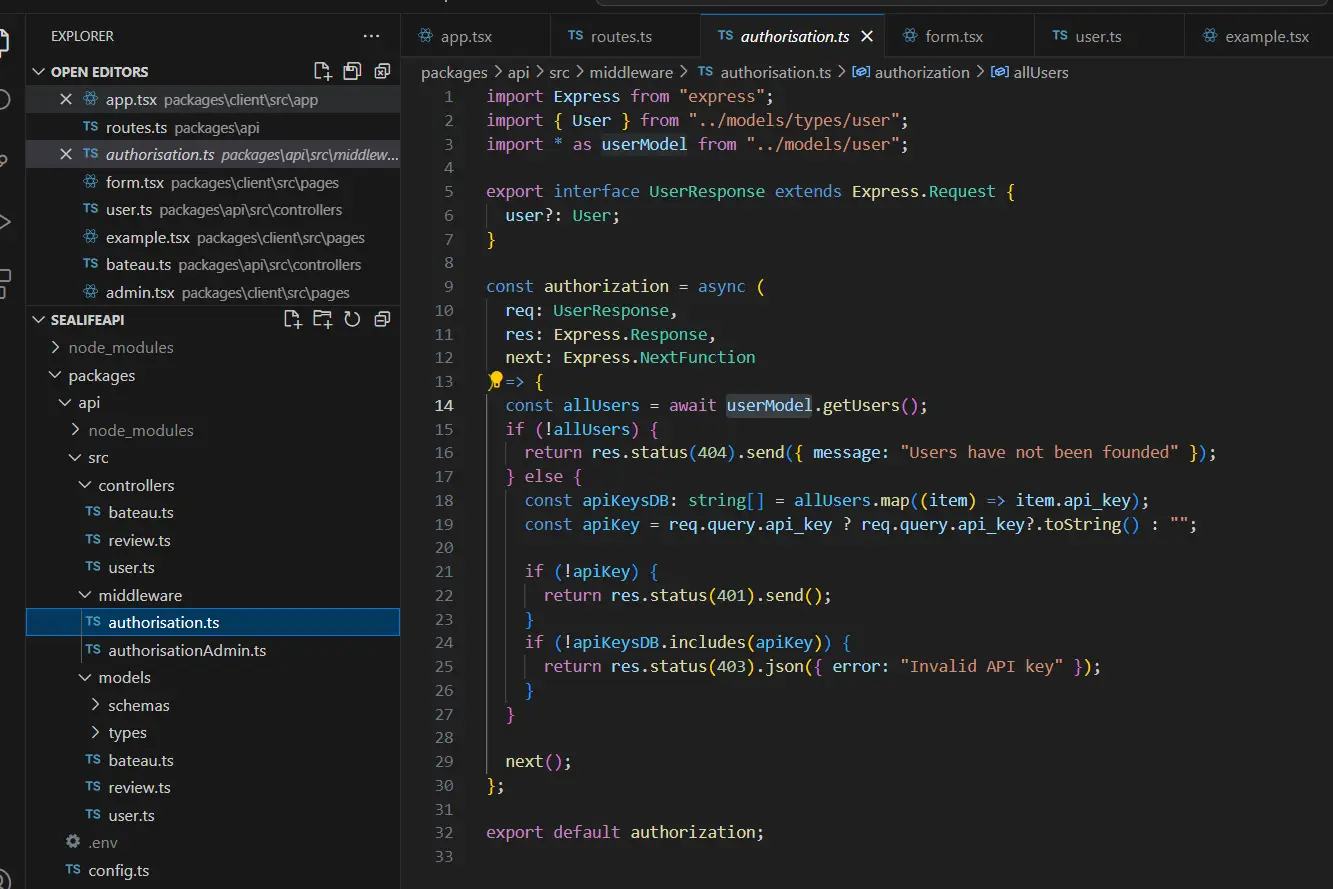 EXPLORER
OPEN EDITORS
app.tsx packages\client\src\app
TS routes.ts packages\api
TS authorisation.ts packages\api\src\middlew...
form.tsx packages\client\src\pages
TS user.ts packages\api\src\controllers
example.tsx packages\client\src\pages
TS bateau.ts packages\api\src\controllers
admin.tsx packages\client\src\pages
SEALIFEAPI
node_modules
packages
api
node_modules
src
controllers
TS bateau.ts
TS review.ts
TS user.ts
middleware
TS authorisation.ts
TS authorisationAdmin.ts
models
schemas
types
TS bateau.ts
TS review.ts
TS user.ts
.env
TS config.ts
app.tsx TS routes.ts TS authorisation.ts form.tsx TS user.ts example.tsx
packages > api > src > middleware > TS authorisation.ts > authorization > allUsers
1 import Express from "express";
2 import { User } from "../models/types/user";
3 import * as userModel from "../models/user";
4
5 export interface UserResponse extends Express.Request {
6 user?: User;
7 }
8
9 const authorization = async (
10 req: UserResponse,
11 res: Express.Response,
12 next: Express.NextFunction
13 ) => {
14 const allUsers = await userModel.getUsers();
15 if (!allUsers) {
16 return res.status(404).send({ message: "Users have not been founded" });
17 } else {
18 const apiKeysDB: string[] = allUsers.map((item) => item.api_key);
19 const apiKey = req.query.api_key ? req.query.api_key?.toString() : "";
20
21 if (!apiKey) {
22 return res.status(401).send();
23 }
24 if (!apiKeysDB.includes(apiKey)) {
25 return res.status(403).json({ error: "Invalid API key" });
26 }
27 }
28
29 next();
30 };
31
32 export default authorization;
33